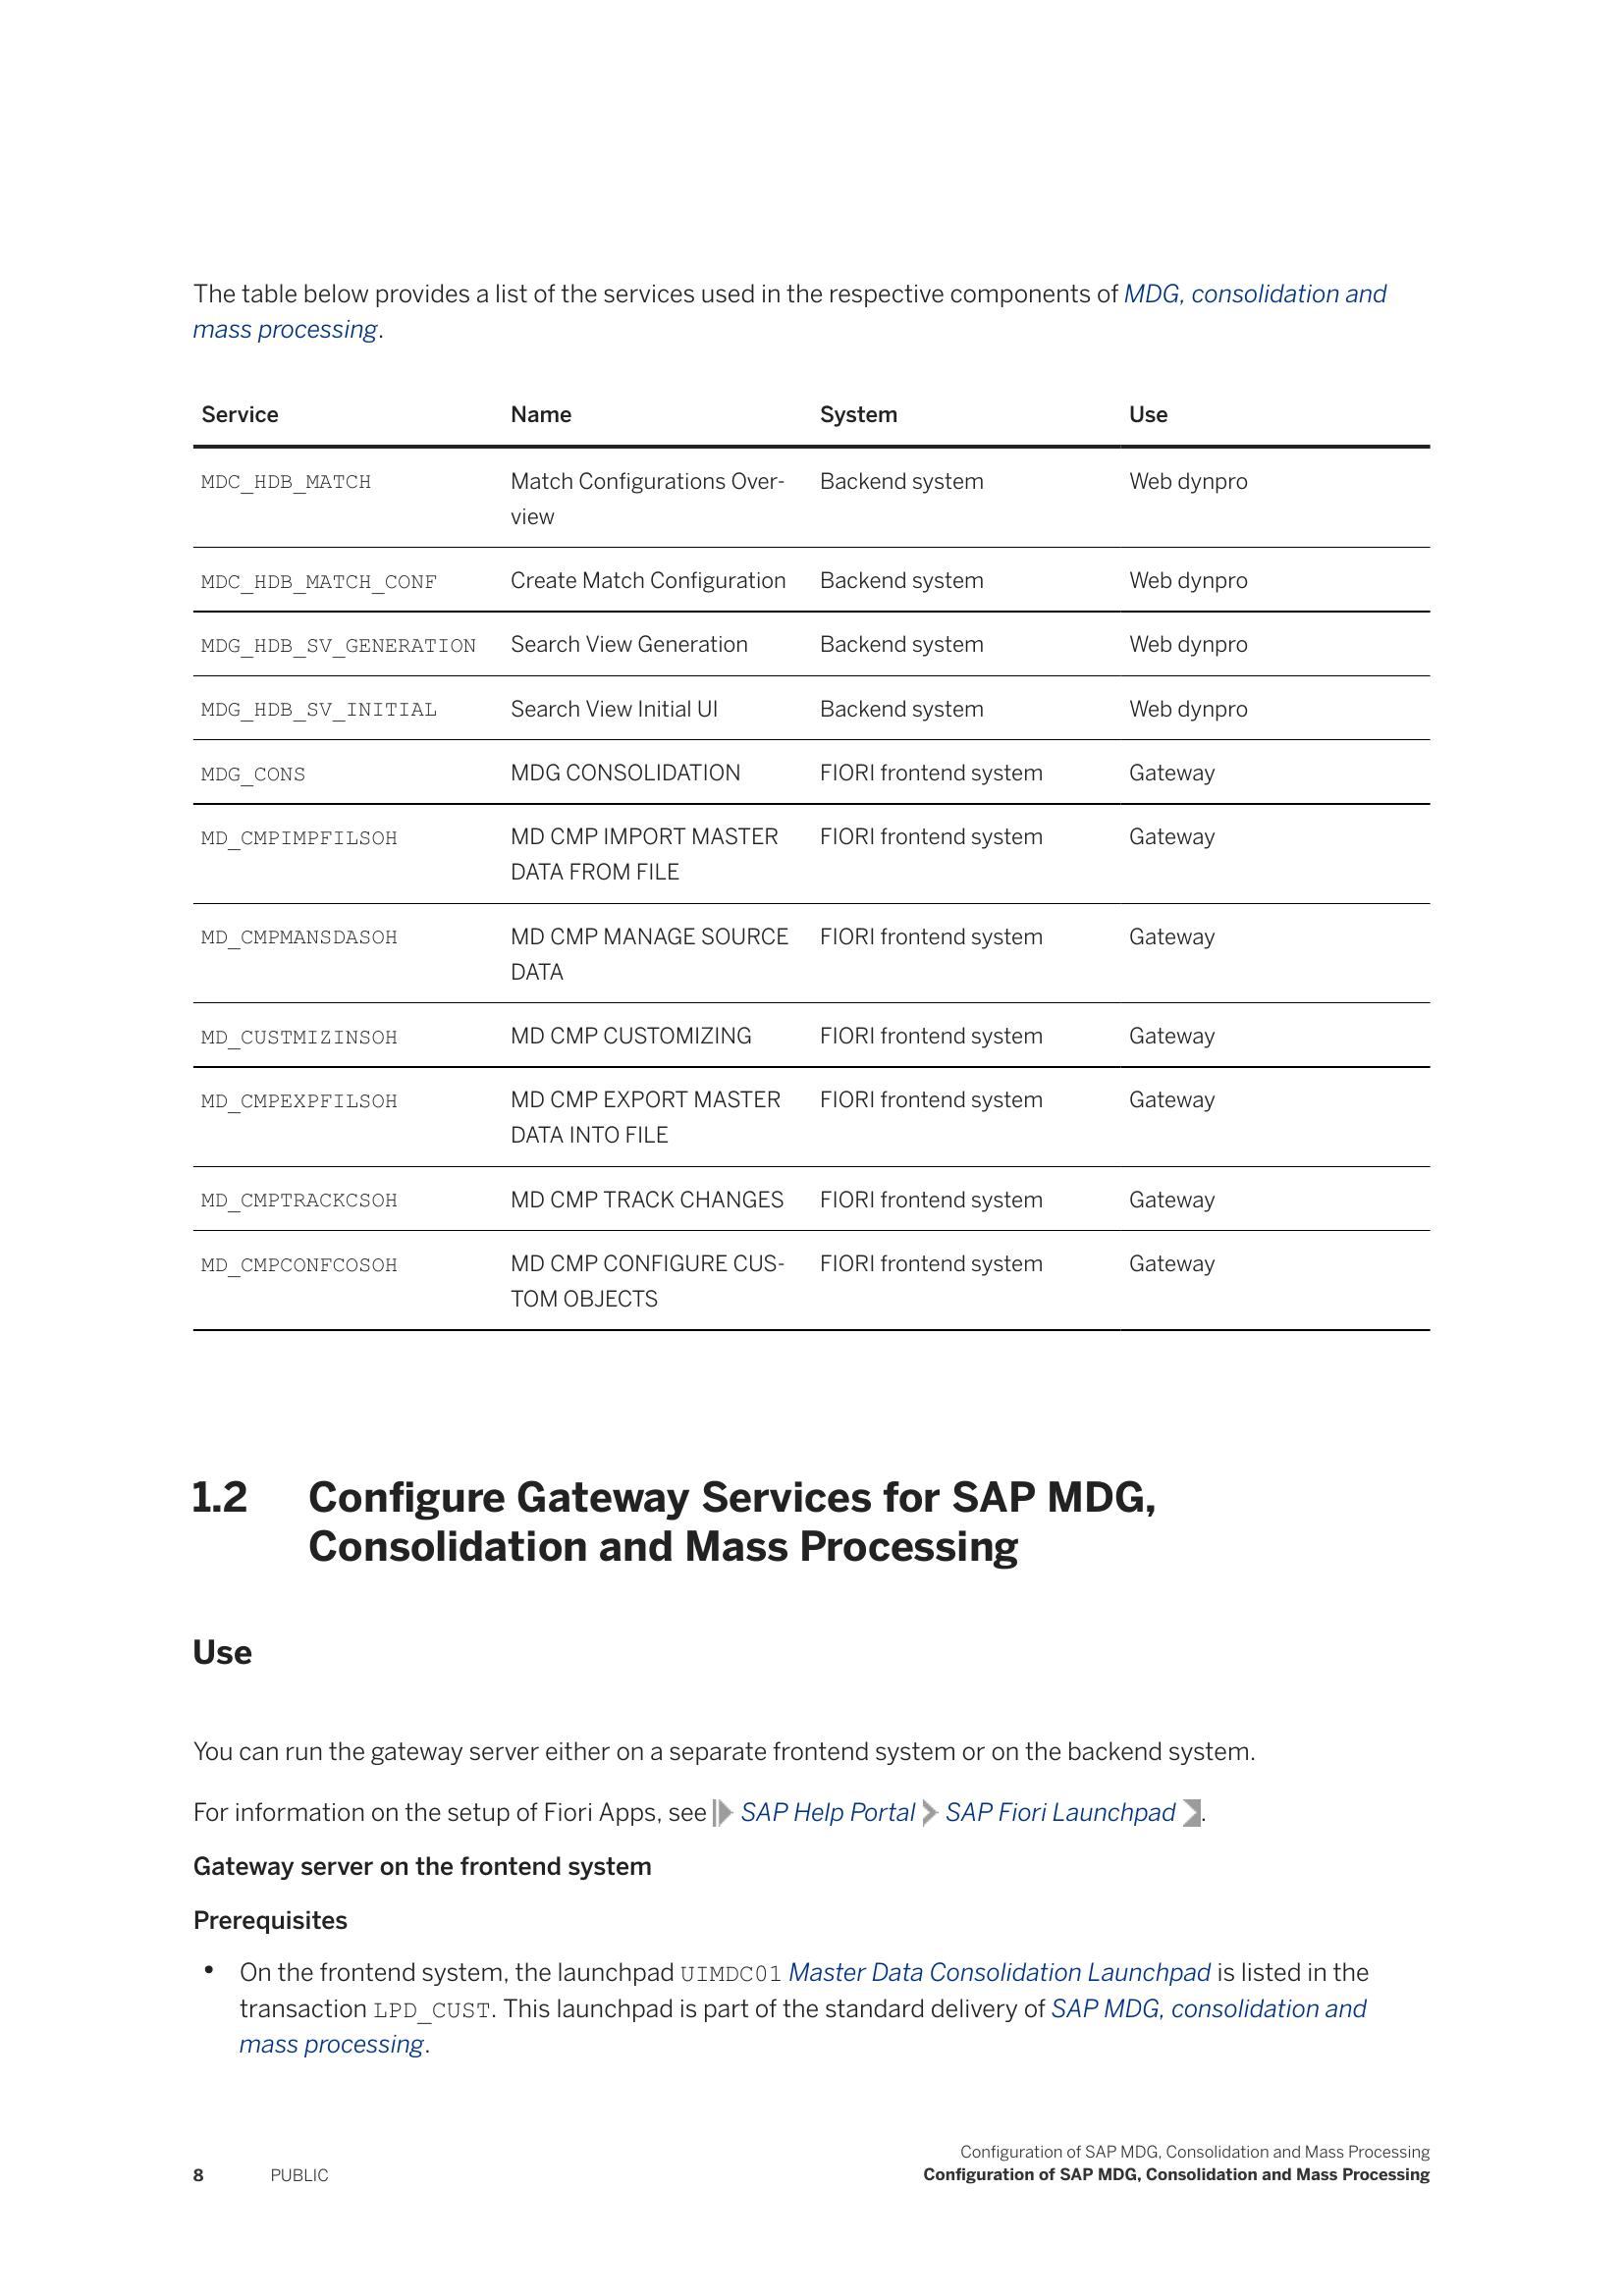 The table below provides a list of the services used in the respective components of MDG, consolidation and
mass processing.
Service Name System Use
MDC_HDB_MATCH Match Configurations Over- Backend system Web dynpro
view
MDC_HDB_MATCH_CONF Create Match Configuration Backend system Web dynpro
MDG_HDB_SV_GENERATION Search View Generation Backend system Web dynpro
MDG_HDB_SV_INITIAL Search View Initial UI Backend system Web dynpro
MDG_CONS MDG CONSOLIDATION FIORI frontend system Gateway
MD_CMPIMPFILSOH MD CMP IMPORT MASTER FIORI frontend system Gateway
DATA FROM FILE
MD_CMPMANSDASOH MD CMP MANAGE SOURCE FIORI frontend system Gateway
DATA
MD_CUSTMIZINSOH MD CMP CUSTOMIZING FIORI frontend system Gateway
MD_CMPEXPFILSOH MD CMP EXPORT MASTER FIORI frontend system Gateway
DATA INTO FILE
MD_CMPTRACKCSOH MD CMP TRACK CHANGES FIORI frontend system Gateway
MD_CMPCONFCOSOH MD CMP CONFIGURE CUS- FIORI frontend system Gateway
TOM OBJECTS
1.2 Configure Gateway Services for SAP MDG,
Consolidation and Mass Processing
Use
You can run the gateway server either on a separate frontend system or on the backend system.
For information on the setup of Fiori Apps, see SAP Help Portal SAP Fiori Launchpad .
Gateway server on the frontend system
Prerequisites
• On the frontend system, the launchpad UIMDC01 Master Data Consolidation Launchpad is listed in the
transaction LPD_CUST. This launchpad is part of the standard delivery of SAP MDG, consolidation and
mass processing.
Configuration of SAP MDG, Consolidation and Mass Processing
8 PUBLIC Configuration of SAP MDG, Consolidation and Mass Processing